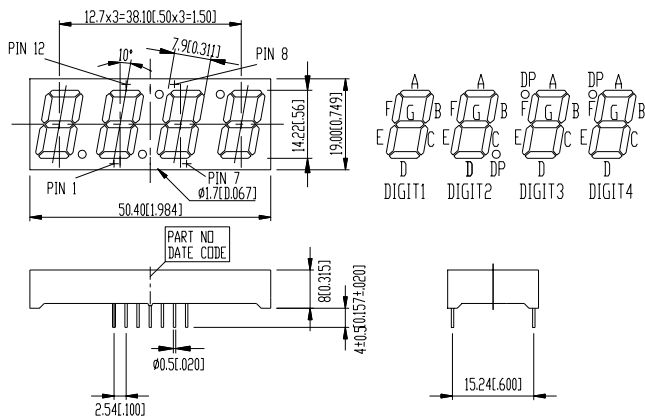 12.7x3=38.10[.50x3=1.50]
PIN 12
10°
7.9[0.311]
PIN 8
14.22[.56]
19.00[0.749]
PIN 1
PIN 7
ø1.7[0.067]
50.40[1.984]
DP A DP A
A A
F G B F G B F G B F G B
E C E C E C E C
D D DP D D
DIGIT1 DIGIT2 DIGIT3 DIGIT4
PART NO
DATE CODE
8[0.315]
4±0.5[0.157±.020]
ø0.5[.020]
2.54[.100]
15.24[.600]